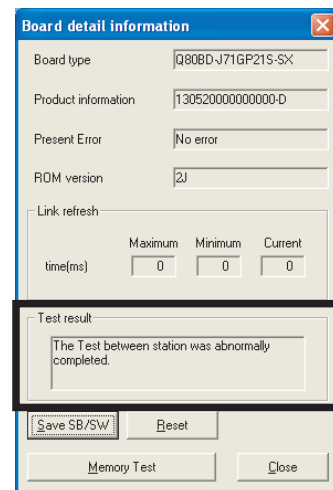 Board detail information
Board type Q80BD-J71GP21S-SX
Product information 130520000000000-D
Present Error No error
ROM version 2J
Link refresh
Maximum Minimum Current
time(ms) 0 0 0
Test result
The Test between station was abnormally
completed.
Save SB/SW Reset
Memory Test Close